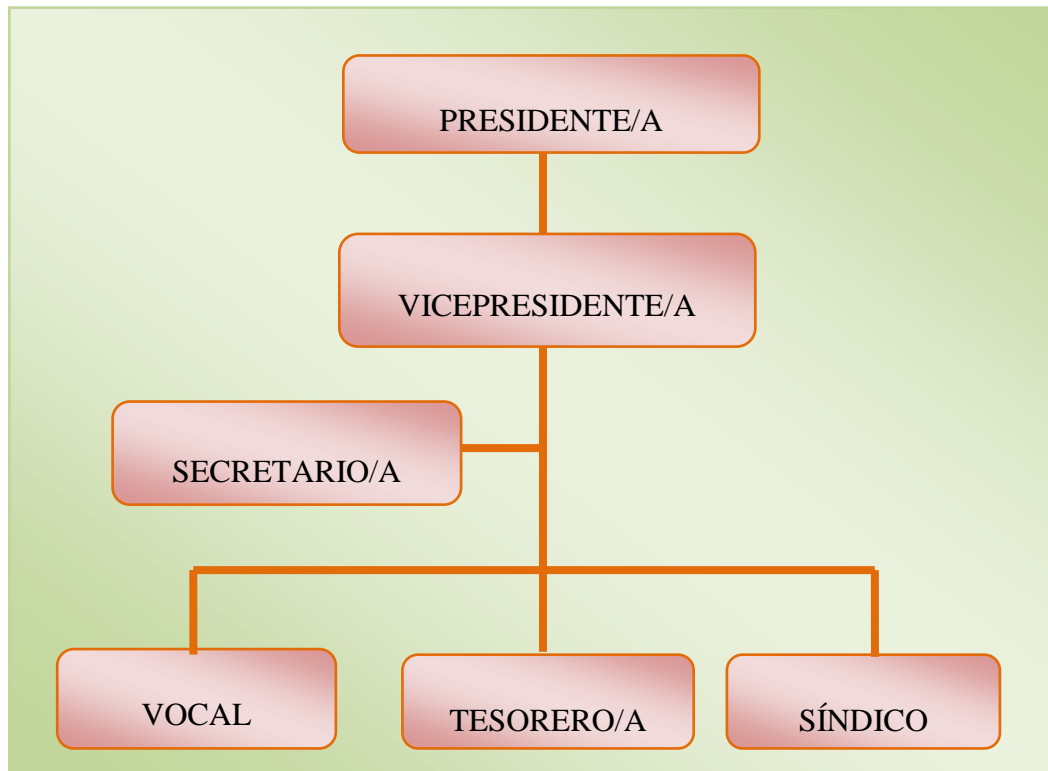 PRESIDENTE/A
VICEPRESIDENTE/A
SECRETARIO/A
VOCAL
TESORERO/A
SÍNDICO